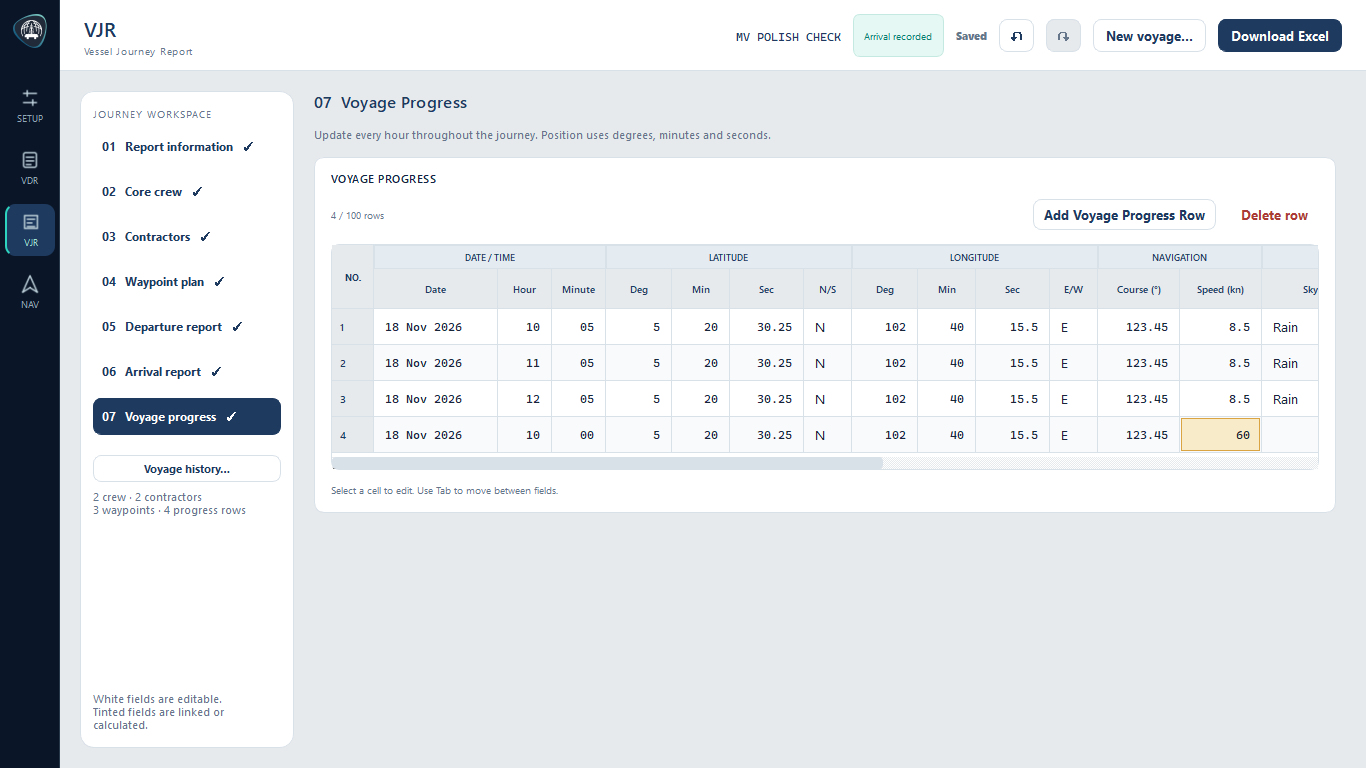 VJR
Vessel Journey Report
MV POLISH CHECK
Arrival recorded
Saved
New voyage...
Download Excel
SETUP
VDR
VJR
NAV
JOURNEY WORKSPACE
01 Report information ✓
02 Core crew ✓
03 Contractors ✓
04 Waypoint plan ✓
05 Departure report ✓
06 Arrival report ✓
07 Voyage progress ✓
Voyage history...
2 crew · 2 contractors
3 waypoints · 4 progress rows
White fields are editable.
Tinted fields are linked or
calculated.
07 Voyage Progress
Update every hour throughout the journey. Position uses degrees, minutes and seconds.
VOYAGE PROGRESS
4 / 100 rows
Add Voyage Progress Row
Delete row
NO. DATE / TIME LATITUDE LONGITUDE NAVIGATION
Date Hour Minute Deg Min Sec N/S Deg Min Sec E/W Course (°) Speed (kn) Sky
1 18 Nov 2026 10 05 5 20 30.25 N 102 40 15.5 E 123.45 8.5 Rain
2 18 Nov 2026 11 05 5 20 30.25 N 102 40 15.5 E 123.45 8.5 Rain
3 18 Nov 2026 12 05 5 20 30.25 N 102 40 15.5 E 123.45 8.5 Rain
4 18 Nov 2026 10 00 5 20 30.25 N 102 40 15.5 E 123.45 60
Select a cell to edit. Use Tab to move between fields.